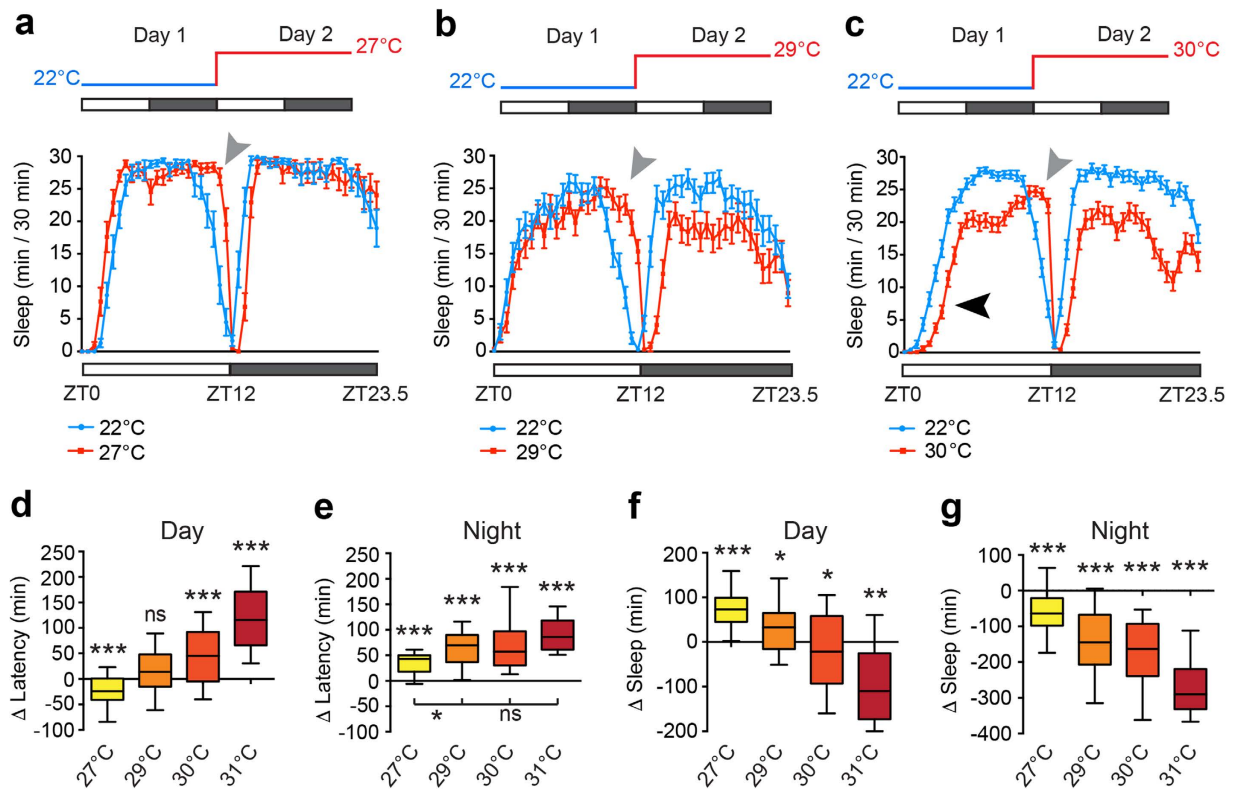 a
Day 1 Day 2
27°C
22°C
Sleep (min / 30 min)
30
25
20
15
10
5
0
ZT0 ZT12 ZT23.5
22°C
27°C
b
Day 1 Day 2
29°C
22°C
Sleep (min / 30 min)
30
25
20
15
10
5
0
ZT0 ZT12 ZT23.5
22°C
29°C
c
Day 1 Day 2
30°C
22°C
Sleep (min / 30 min)
30
25
20
15
10
5
0
ZT0 ZT12 ZT23.5
22°C
30°C
d
Day
Δ Latency (min)
250
200
150
100
50
0
-50
-100
*** ns *** ***
27°C 29°C 30°C 31°C
e
Night
Δ Latency (min)
250
200
150
100
50
0
-50
-100
*** *** *** ***
* ns
27°C 29°C 30°C 31°C
f
Day
Δ Sleep (min)
200
100
0
-100
-200
*** * * **
27°C 29°C 30°C 31°C
g
Night
Δ Sleep (min)
100
0
-100
-200
-300
-400
*** *** *** ***
27°C 29°C 30°C 31°C